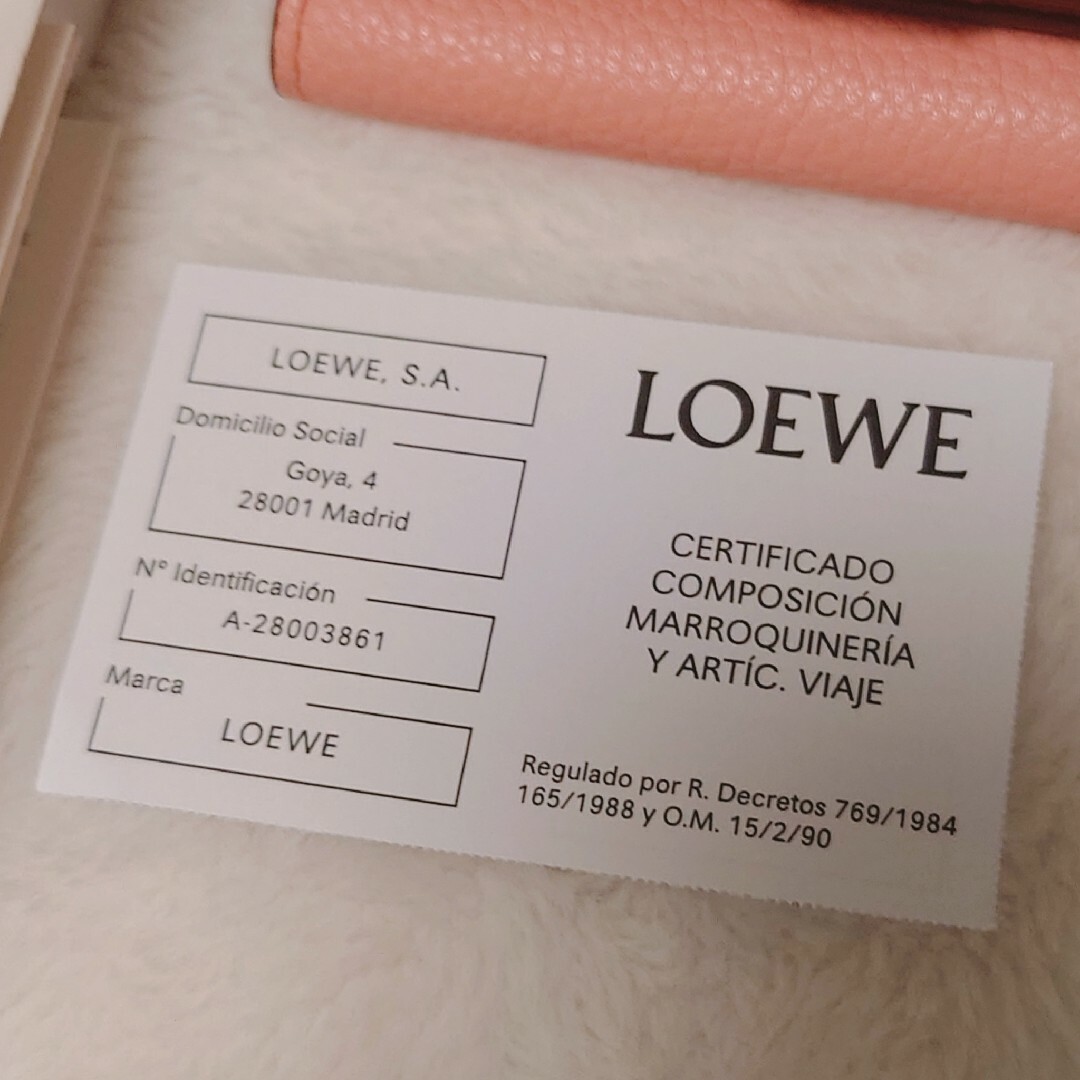 LOEWE, S.A.
Domicilio Social
Goya, 4
28001 Madrid
Nº Identificación
A-28003861
Marca
LOEWE
LOEWE
CERTIFICADO
COMPOSICIÓN
MARROQUINERÍA
Y ARTÍC. VIAJE
Regulado por R. Decretos 769/1984
165/1988 y O.M. 15/2/90